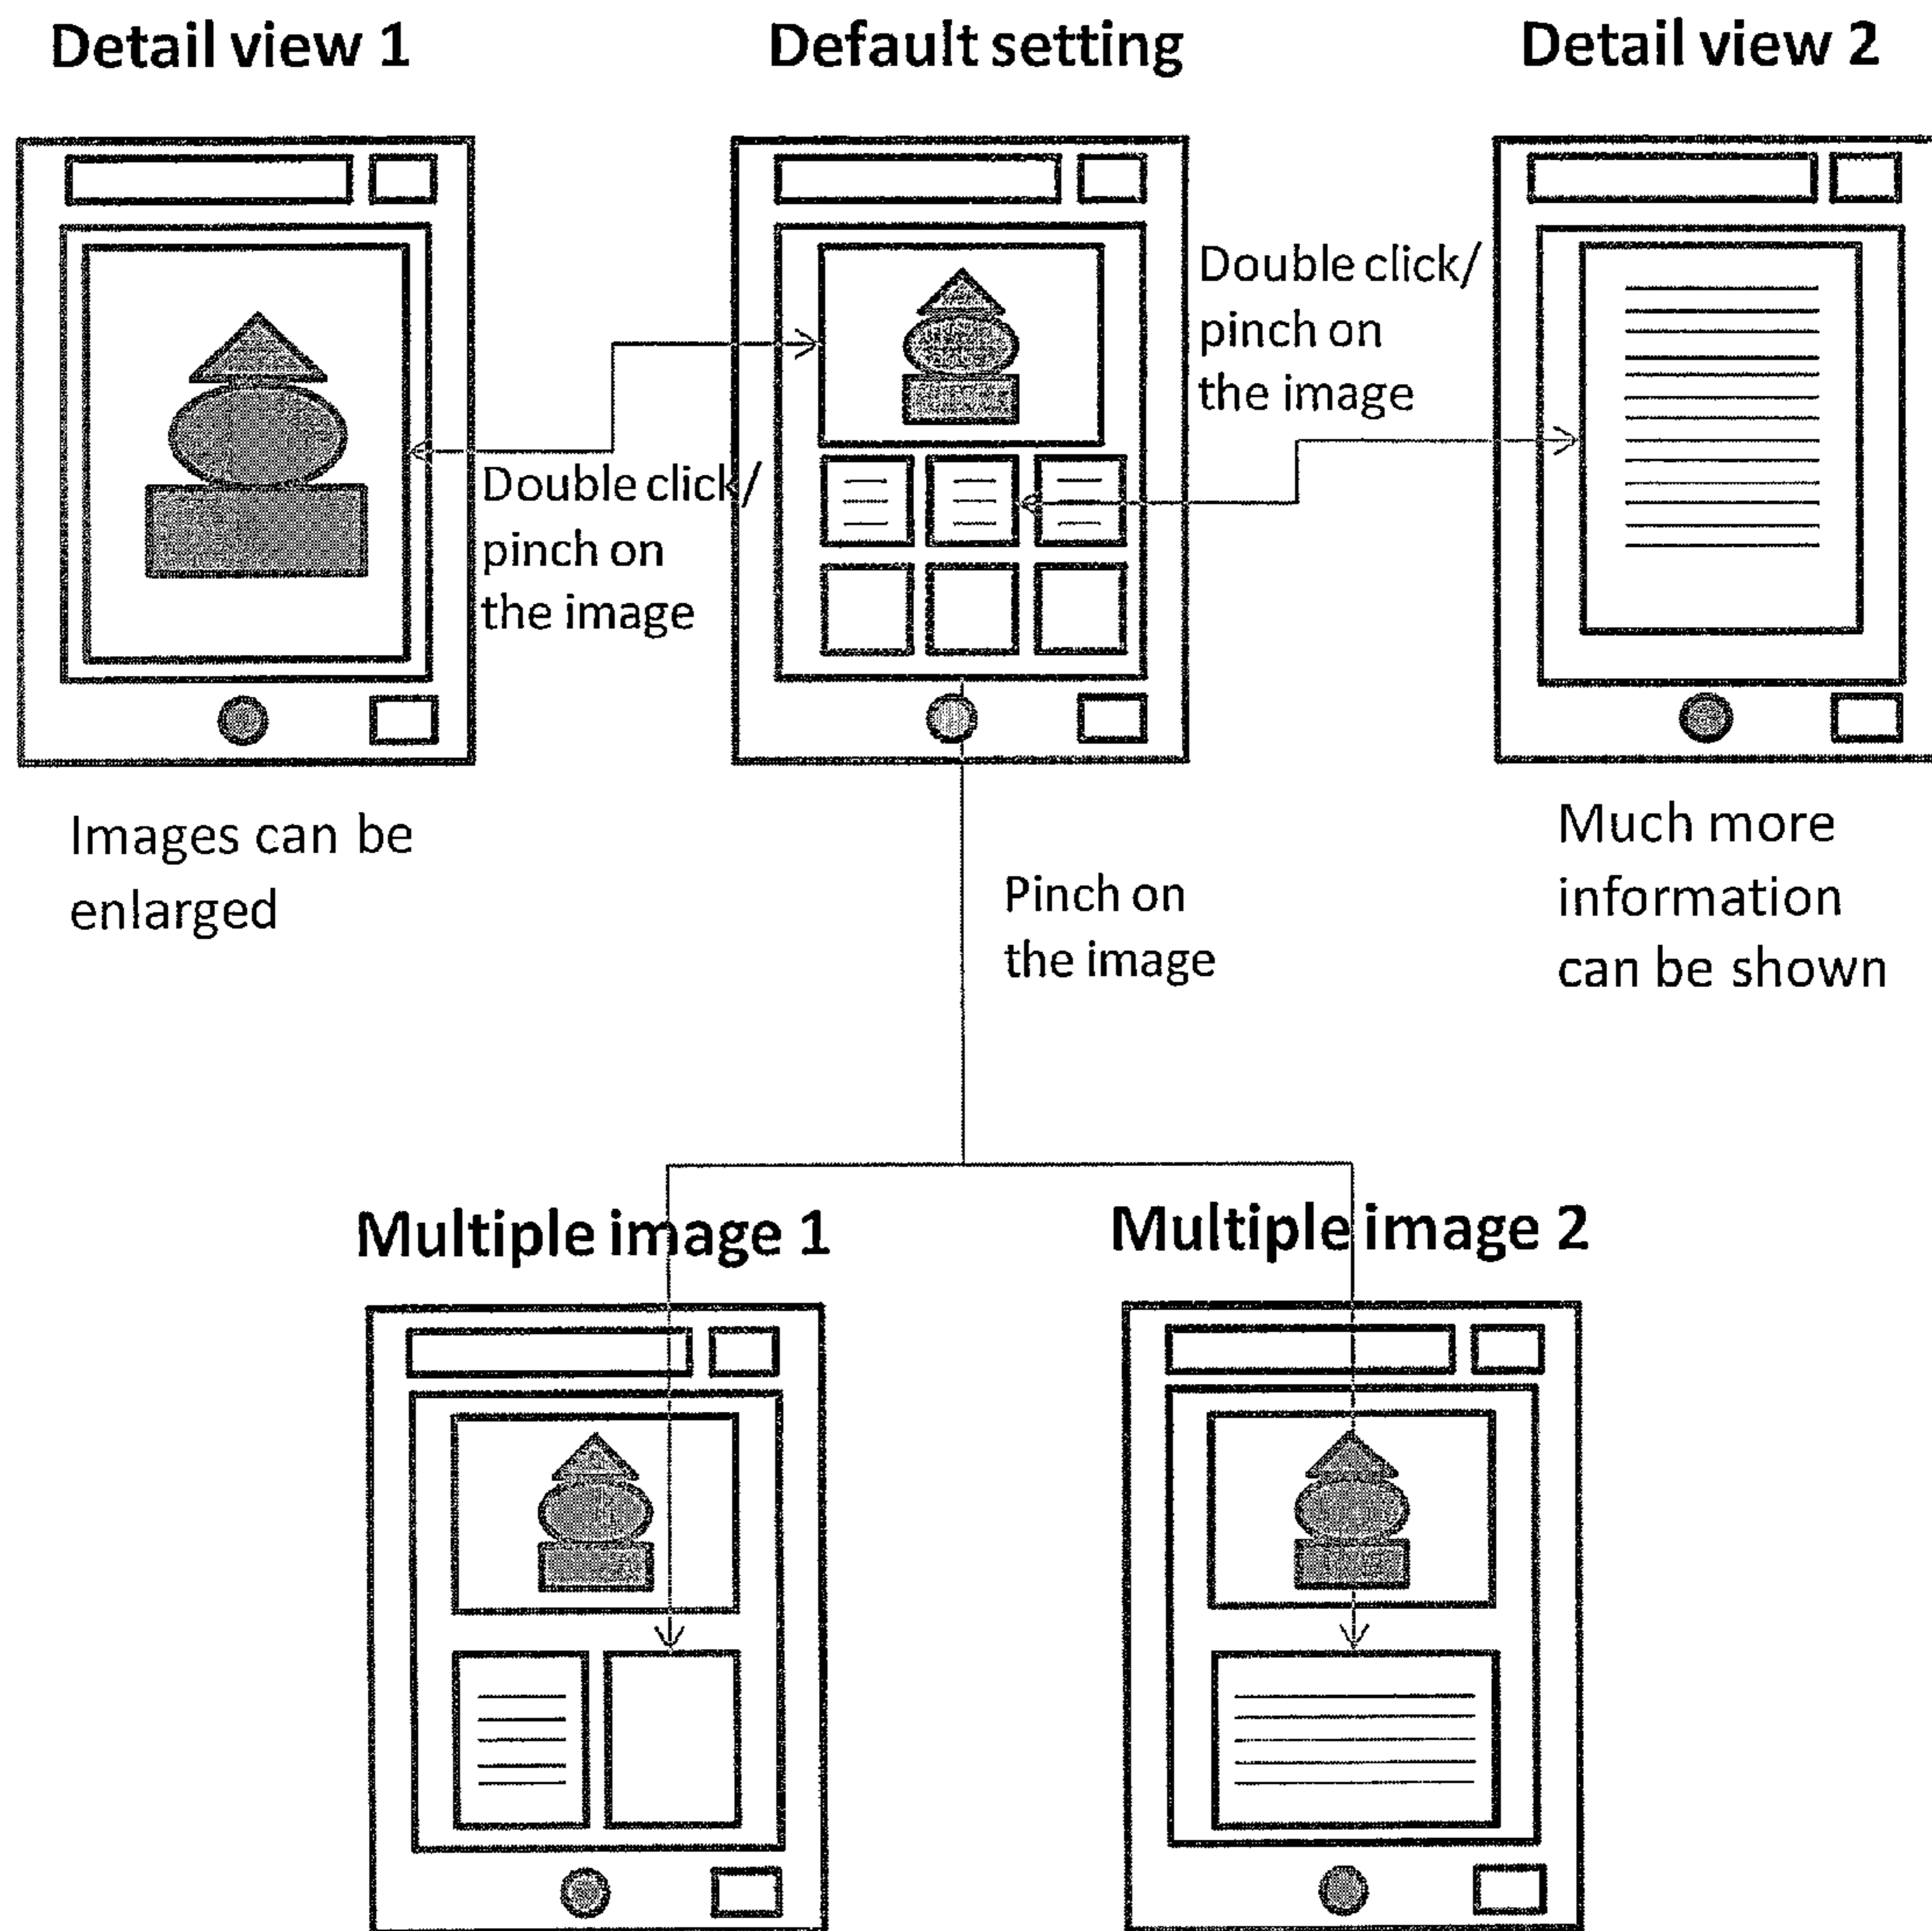 Detail view 1
Default setting
Detail view 2
Double click/
pinch on
the image
Double click/
pinch on
the image
Images can be
enlarged
Much more
information
can be shown
Pinch on
the image
Multiple image 1
Multiple image 2